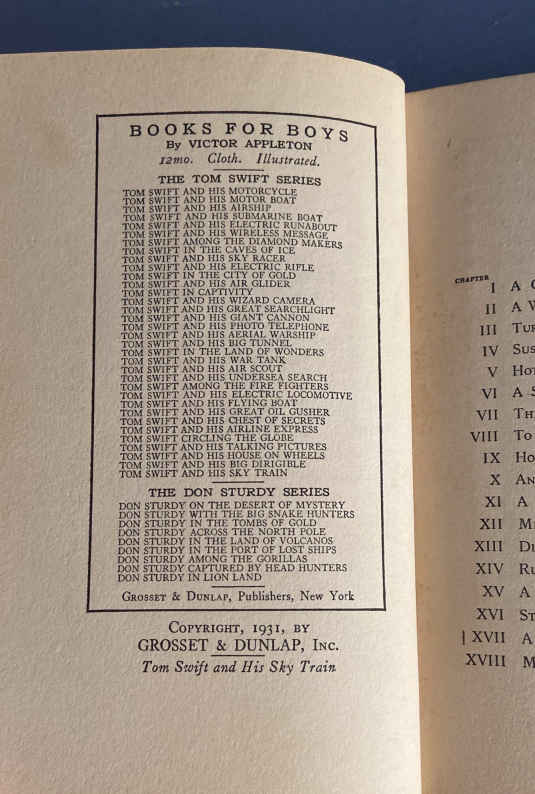 BOOKS FOR BOYS
By VICTOR APPLETON
12mo. Cloth. Illustrated.
THE TOM SWIFT SERIES
TOM SWIFT AND HIS MOTORCYCLE
TOM SWIFT AND HIS MOTOR BOAT
TOM SWIFT AND HIS AIRSHIP
TOM SWIFT AND HIS SUBMARINE BOAT
TOM SWIFT AND HIS ELECTRIC RUNABOUT
TOM SWIFT AND HIS WIRELESS MESSAGE
TOM SWIFT AMONG THE DIAMOND MAKERS
TOM SWIFT IN THE CAVES OF ICE
TOM SWIFT AND HIS SKY RACER
TOM SWIFT AND HIS ELECTRIC RIFLE
TOM SWIFT IN THE CITY OF GOLD
TOM SWIFT AND HIS AIR GLIDER
TOM SWIFT IN CAPTIVITY
TOM SWIFT AND HIS WIZARD CAMERA
TOM SWIFT AND HIS GREAT SEARCHLIGHT
TOM SWIFT AND HIS GIANT CANNON
TOM SWIFT AND HIS PHOTO TELEPHONE
TOM SWIFT AND HIS AERIAL WARSHIP
TOM SWIFT AND HIS BIG TUNNEL
TOM SWIFT IN THE LAND OF WONDERS
TOM SWIFT AND HIS WAR TANK
TOM SWIFT AND HIS AIR SCOUT
TOM SWIFT AND HIS UNDERSEA SEARCH
TOM SWIFT AMONG THE FIRE FIGHTERS
TOM SWIFT AND HIS ELECTRIC LOCOMOTIVE
TOM SWIFT AND HIS FLYING BOAT
TOM SWIFT AND HIS GREAT OIL GUSHER
TOM SWIFT AND HIS CHEST OF SECRETS
TOM SWIFT AND HIS AIRLINE EXPRESS
TOM SWIFT CIRCLING THE GLOBE
TOM SWIFT AND HIS TALKING PICTURES
TOM SWIFT AND HIS HOUSE ON WHEELS
TOM SWIFT AND HIS BIG DIRIGIBLE
TOM SWIFT AND HIS SKY TRAIN
THE DON STURDY SERIES
DON STURDY ON THE DESERT OF MYSTERY
DON STURDY WITH THE BIG SNAKE HUNTERS
DON STURDY IN THE TOMBS OF GOLD
DON STURDY ACROSS THE NORTH POLE
DON STURDY IN THE LAND OF VOLCANOS
DON STURDY IN THE PORT OF LOST SHIPS
DON STURDY AMONG THE GORILLAS
DON STURDY CAPTURED BY HEAD HUNTERS
DON STURDY IN LION LAND
GROSSET & DUNLAP, Publishers, New York
COPYRIGHT, 1931, BY
GROSSET & DUNLAP, INC.
Tom Swift and His Sky Train
CHAPTER
I A
II A
III
IV
V
VI A
VII
VIII To
IX
X
XI A
XII
XIII
XIV
XV A
XVI
XVII A
XVIII